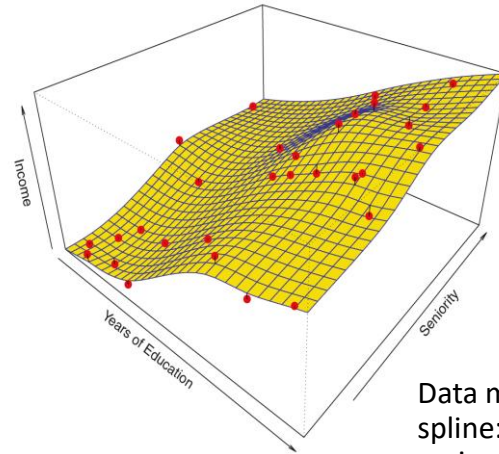 Income
Years of Education
Seniority
Data m
spline: